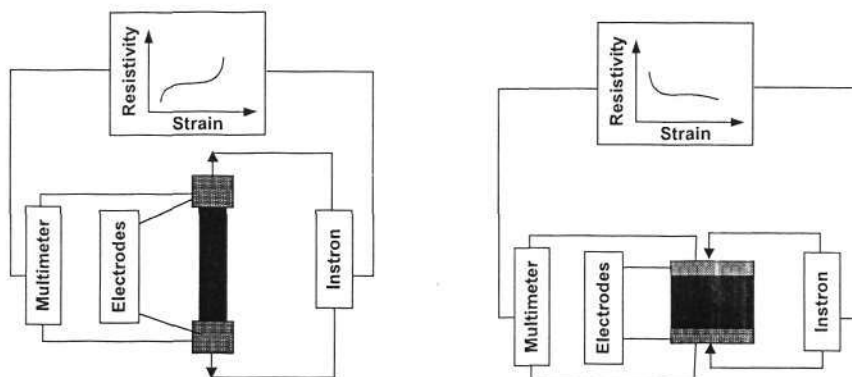 Resistivity
Strain
Multimeter
Electrodes
Instron
Resistivity
Strain
Multimeter
Electrodes
Instron